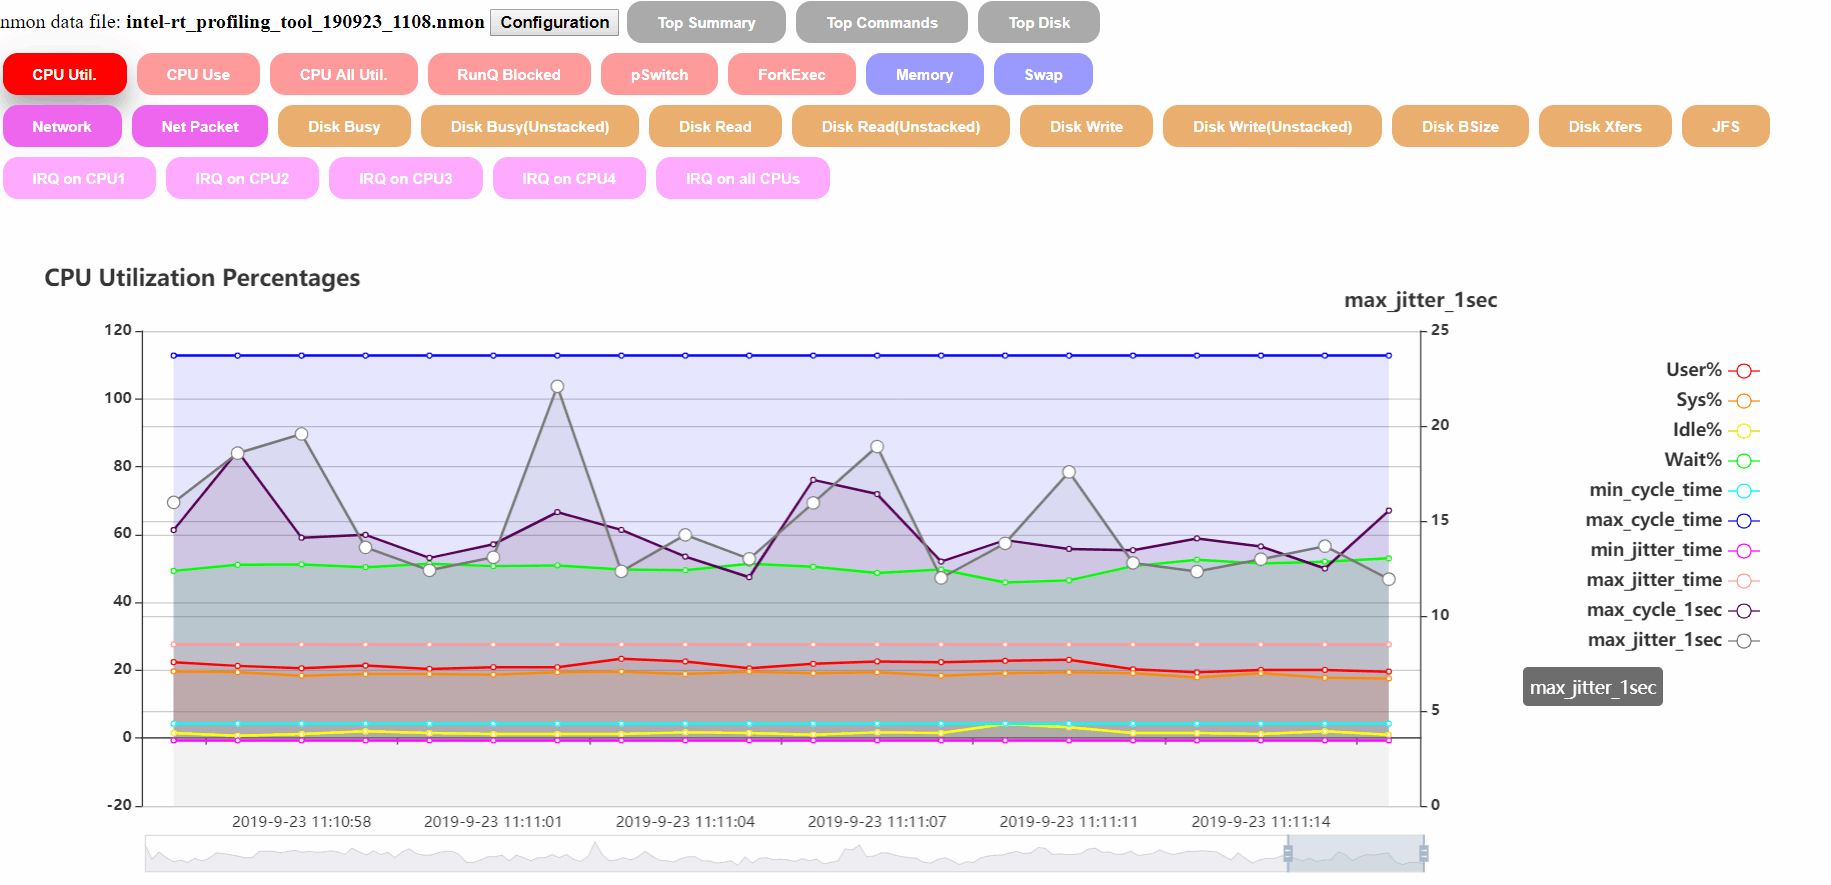 nmon data file: intel-rt_profiling_tool_190923_1108.nmon Configuration Top Summary Top Commands Top Disk
CPU Util. CPU Use CPU All Util. RunQ Blocked pSwitch ForkExec Memory Swap
Network Net Packet Disk Busy Disk Busy(Unstacked) Disk Read Disk Read(Unstacked) Disk Write Disk Write(Unstacked) Disk BSize Disk Xfers JFS
IRQ on CPU1 IRQ on CPU2 IRQ on CPU3 IRQ on CPU4 IRQ on all CPUs
CPU Utilization Percentages
max_jitter_1sec
120
100
80
60
40
20
0
-20
25
20
15
10
5
0
User%
Sys%
Idle%
Wait%
min_cycle_time
max_cycle_time
min_jitter_time
max_jitter_time
max_cycle_1sec
max_jitter_1sec
max_jitter_1sec
2019-9-23 11:10:58 2019-9-23 11:11:01 2019-9-23 11:11:04 2019-9-23 11:11:07 2019-9-23 11:11:11 2019-9-23 11:11:14